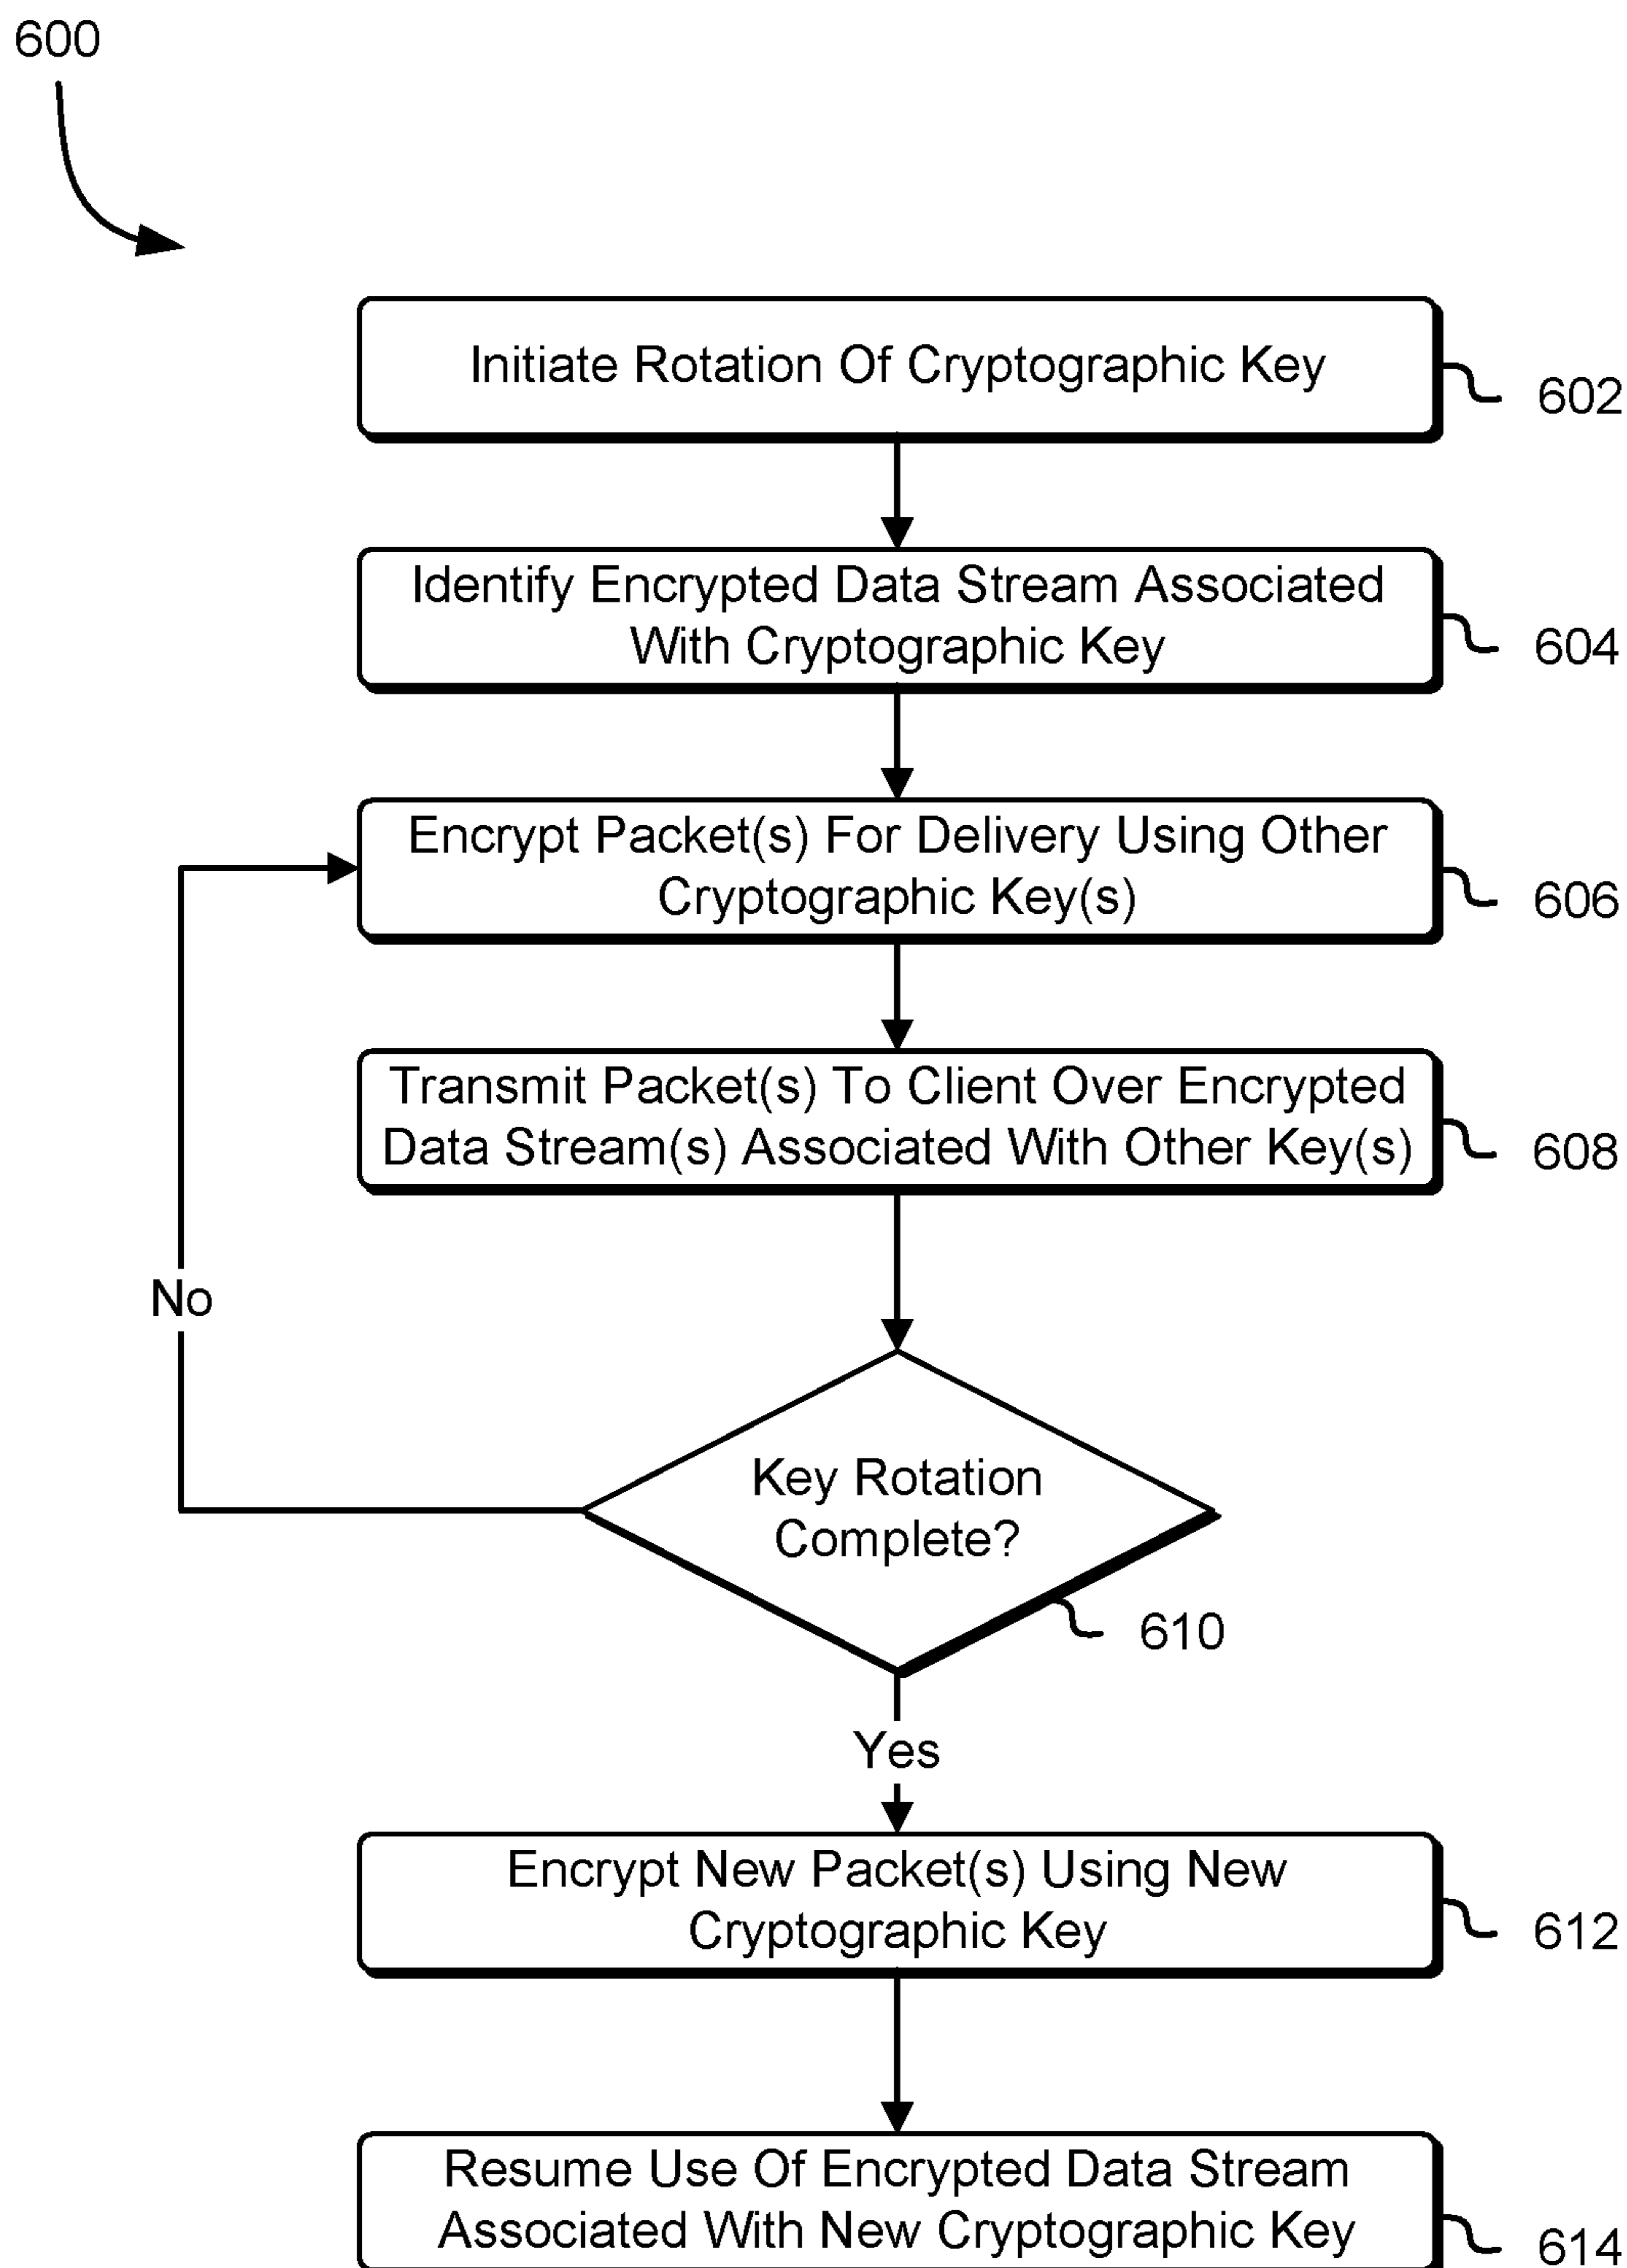 600
Initiate Rotation Of Cryptographic Key
602
Identify Encrypted Data Stream Associated
With Cryptographic Key
604
Encrypt Packet(s) For Delivery Using Other
Cryptographic Key(s)
606
Transmit Packet(s) To Client Over Encrypted
Data Stream(s) Associated With Other Key(s)
608
No
Key Rotation
Complete?
610
Yes
Encrypt New Packet(s) Using New
Cryptographic Key
612
Resume Use Of Encrypted Data Stream
Associated With New Cryptographic Key
614